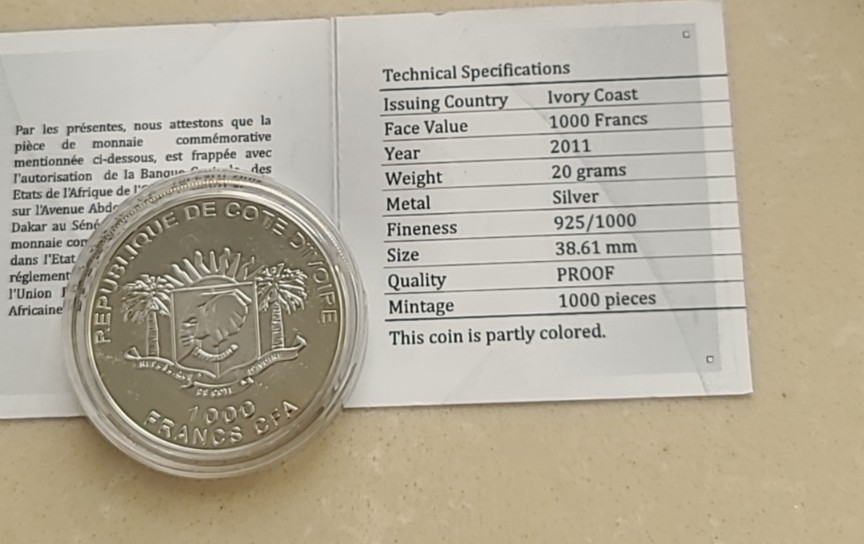 Par les présentes, nous attestons que la
pièce de monnaie commémorative
mentionnée ci-dessous, est frappée avec
l'autorisation de la Banque des
Etats de l'Afrique de
sur l'Avenue
Dakar au
monnaie
dans l'Etat
l'Union
Africaine
REPUBLIQUE DE COTE D'IVOIRE
1000
FRANCS CFA
Technical Specifications
Issuing Country Ivory Coast
Face Value 1000 Francs
Year 2011
Weight 20 grams
Metal Silver
Fineness 925/1000
Size 38.61 mm
Quality PROOF
Mintage 1000 pieces
This coin is partly colored.